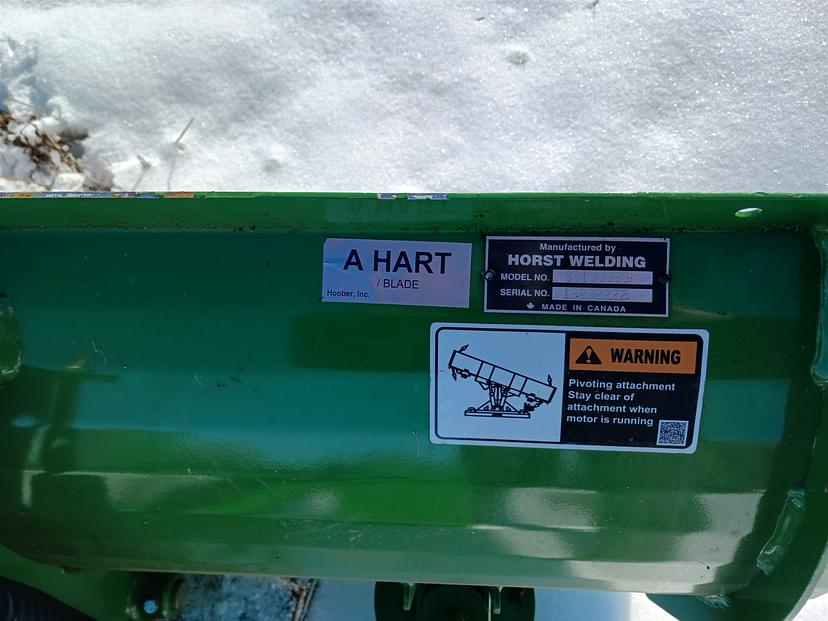 A HART
/ BLADE
Hoober, Inc.
Manufactured by
HORST WELDING
MODEL NO.
SERIAL NO.
MADE IN CANADA
WARNING
Pivoting attachment
Stay clear of
attachment when
motor is running